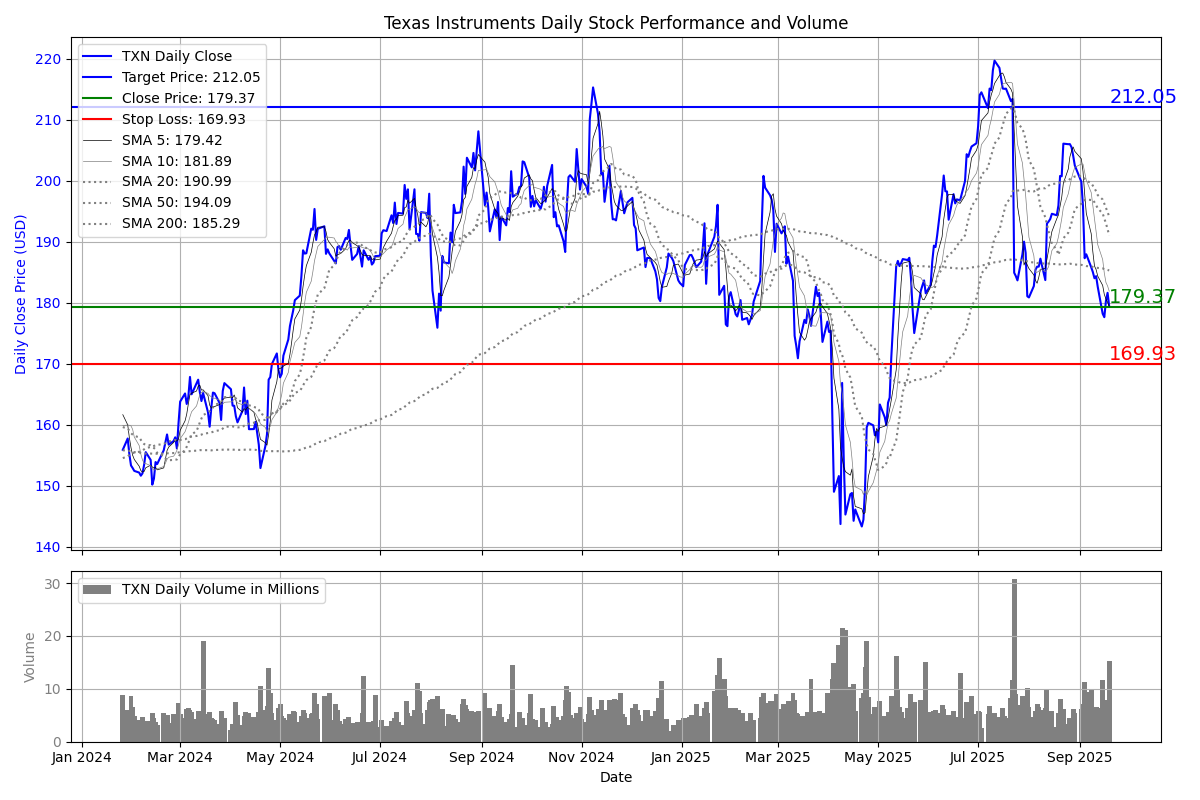 Texas Instruments Daily Stock Performance and Volume
Daily Close Price (USD)
220
210
200
190
180
170
160
150
140
TXN Daily Close
Target Price: 212.05
Close Price: 179.37
Stop Loss: 169.93
SMA 5: 179.42
SMA 10: 181.89
SMA 20: 190.99
SMA 50: 194.09
SMA 200: 185.29
212.05
179.37
169.93
Volume
30
20
10
0
TXN Daily Volume in Millions
Jan 2024 Mar 2024 May 2024 Jul 2024 Sep 2024 Nov 2024 Jan 2025 Mar 2025 May 2025 Jul 2025 Sep 2025
Date